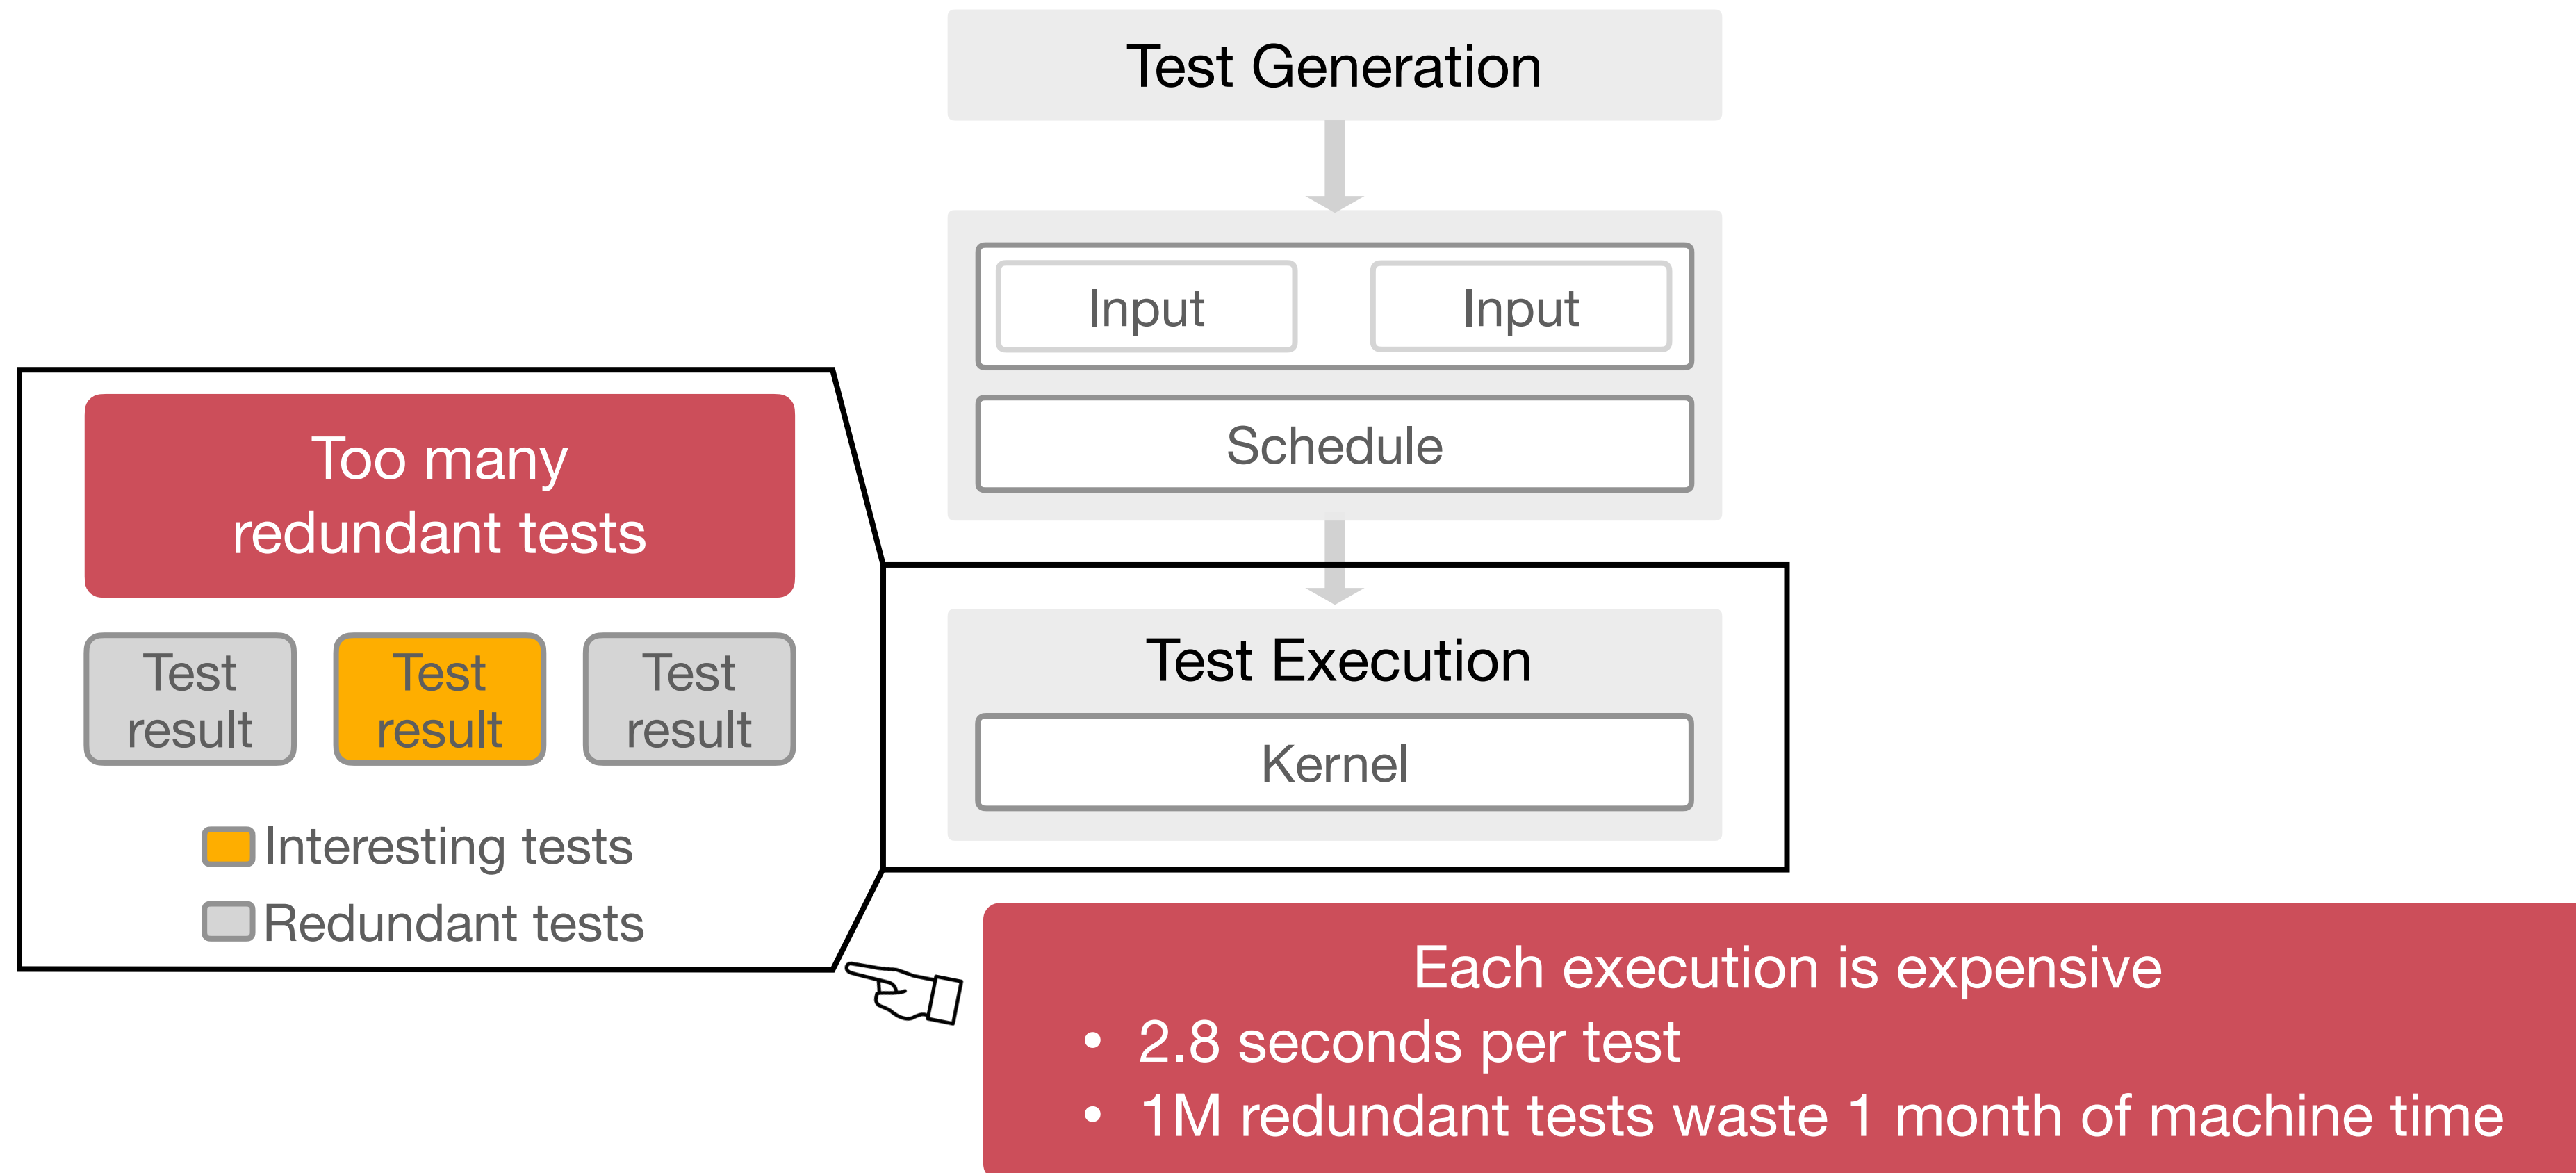 Test Generation
Input
Input
Schedule
Too many
redundant tests
Test
result
Test
result
Test
result
Interesting tests
Redundant tests
Test Execution
Kernel
Each execution is expensive
• 2.8 seconds per test
• 1M redundant tests waste 1 month of machine time